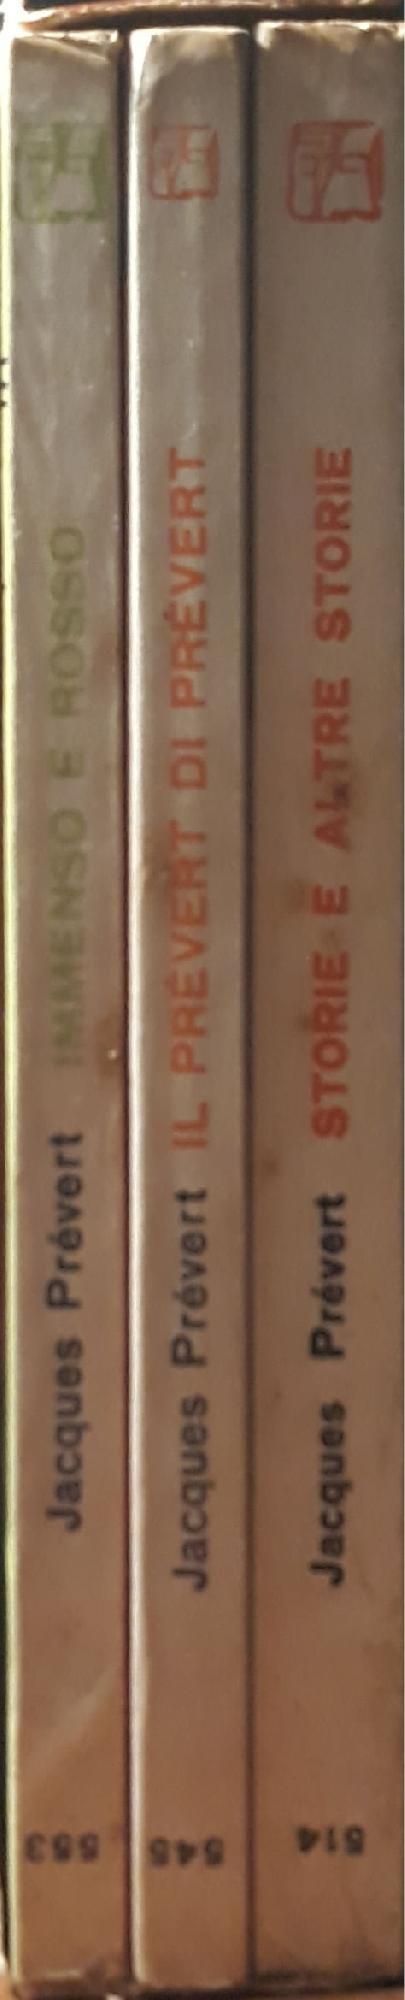 Jacques Prévert IMMENSO E ROSSO
553
Jacques Prévert IL PRÉVERT DI PRÉVERT
545
Jacques Prévert STORIE E ALTRE STORIE
514